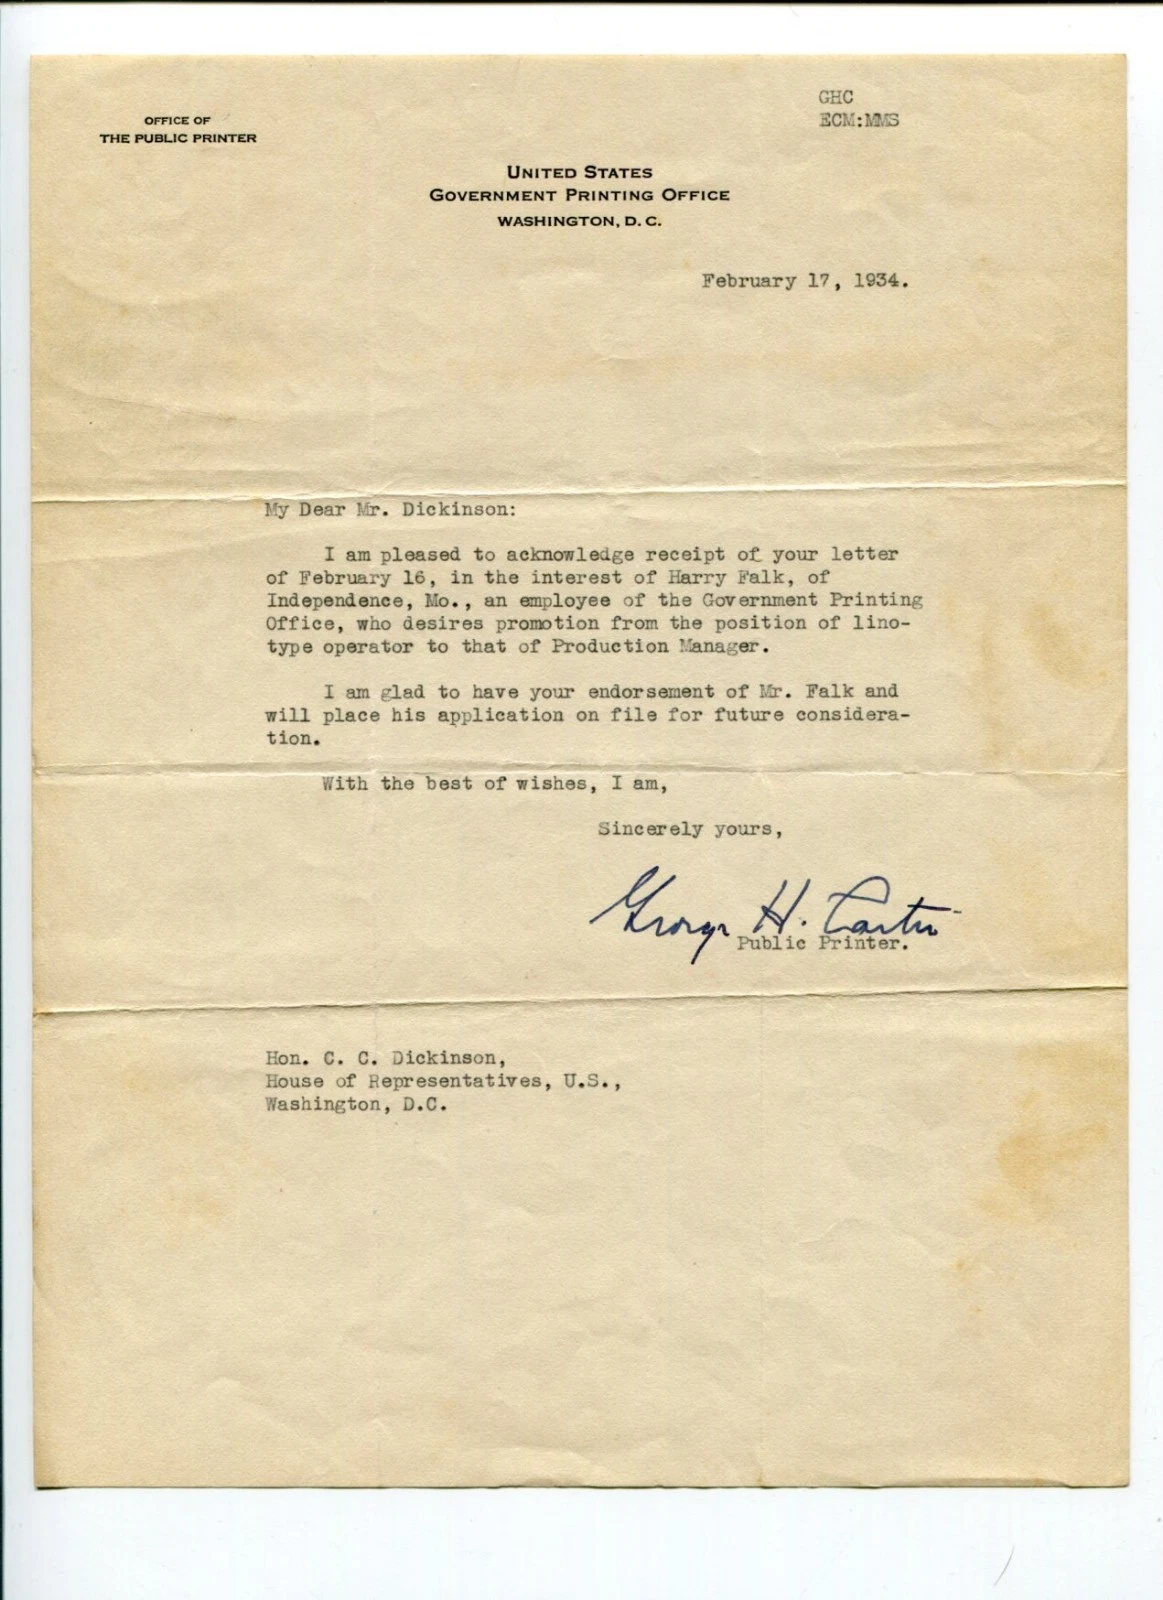 GHC
ECM:MMS
OFFICE OF
THE PUBLIC PRINTER
UNITED STATES
GOVERNMENT PRINTING OFFICE
WASHINGTON, D. C.
February 17, 1934.
My Dear Mr. Dickinson:
I am pleased to acknowledge receipt of your letter
of February 16, in the interest of Harry Falk, of
Independence, Mo., an employee of the Government Printing
Office, who desires promotion from the position of lino-
type operator to that of Production Manager.
I am glad to have your endorsement of Mr. Falk and
will place his application on file for future considera-
tion.
With the best of wishes, I am,
Sincerely yours,
George H. Carter
Public Printer.
Hon. C. C. Dickinson,
House of Representatives, U.S.,
Washington, D.C.